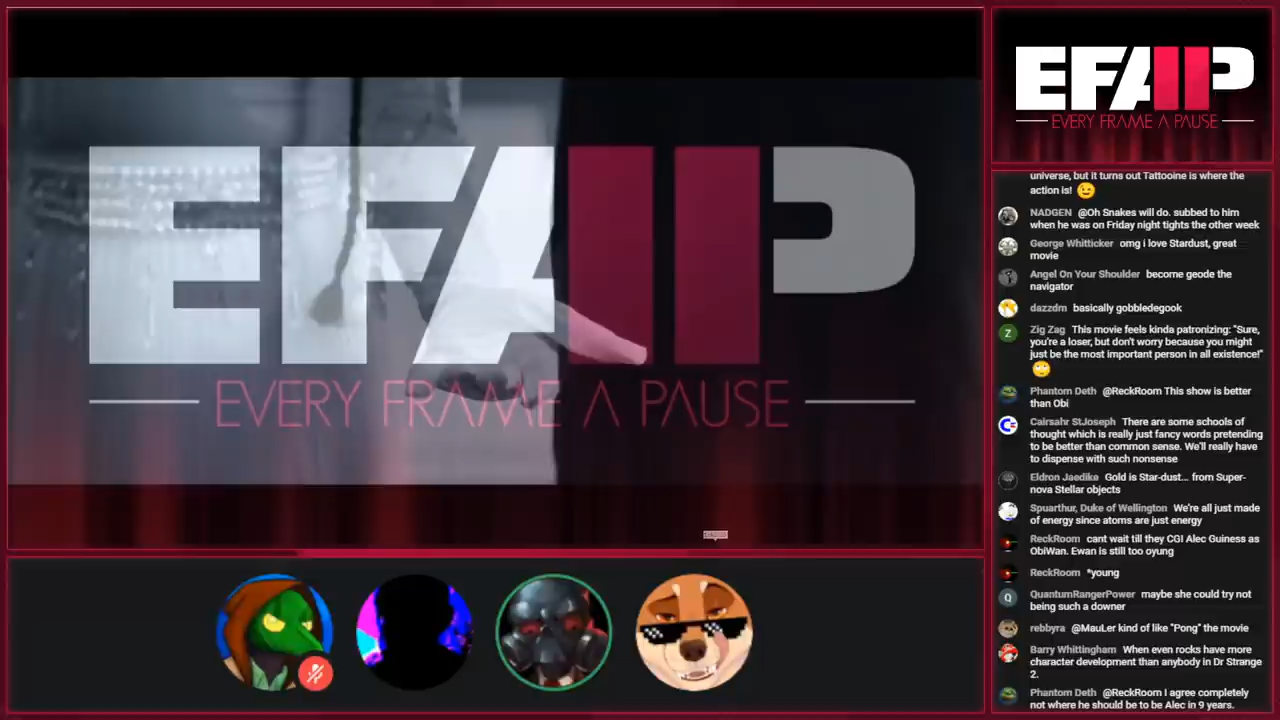 EFAP
EVERY FRAME A PAUSE
EFAP
EVERY FRAME A PAUSE
universe, but it turns out Tattooine is where the
action is! 😉
NADGEN @Oh Snakes will do. subbed to him
when he was on Friday night tights the other week
George Whitticker omg i love Stardust, great
movie
Angel On Your Shoulder become geode the
navigator
dazzdm basically gobbledegook
Zig Zag This movie feels kinda patronizing: "Sure,
you're a loser, but don't worry because you might
just be the most important person in all existence!"
🙄
Phantom Deth @ReckRoom This show is better
than Obi
Cairsahr StJoseph There are some schools of
thought which is really just fancy words pretending
to be better than common sense. We'll really have
to dispense with such nonsense
Eldron Jaedike Gold is Star-dust... from Super-
nova Stellar objects
Spuarthur, Duke of Wellington We're all just made
of energy since atoms are just energy
ReckRoom cant wait till they CGI Alec Guiness as
ObiWan. Ewan is still too oyung
ReckRoom *young
QuantumRangerPower maybe she could try not
being such a downer
rebbyra @MauLer kind of like "Pong" the movie
Barry Whittingham When even rocks have more
character development than anybody in Dr Strange
2.
Phantom Deth @ReckRoom I agree completely
not where he should be to be Alec in 9 years.